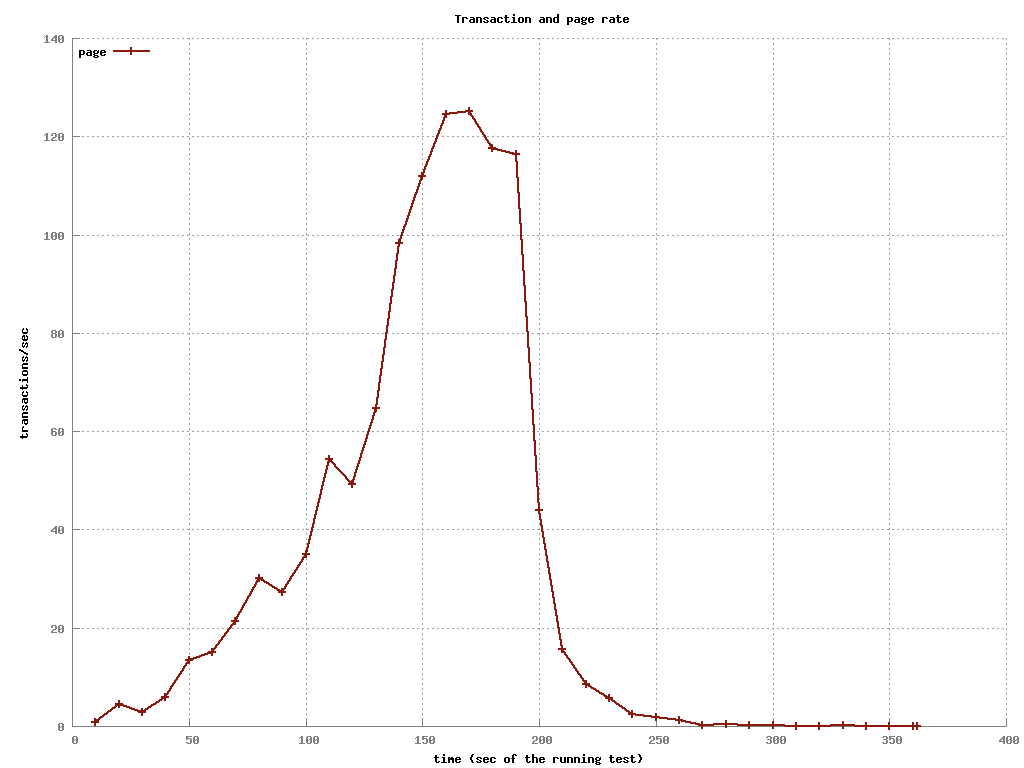 Transaction and page rate
page
140
120
100
80
60
40
20
0
transactions/sec
0 50 100 150 200 250 300 350 400
time (sec of the running test)